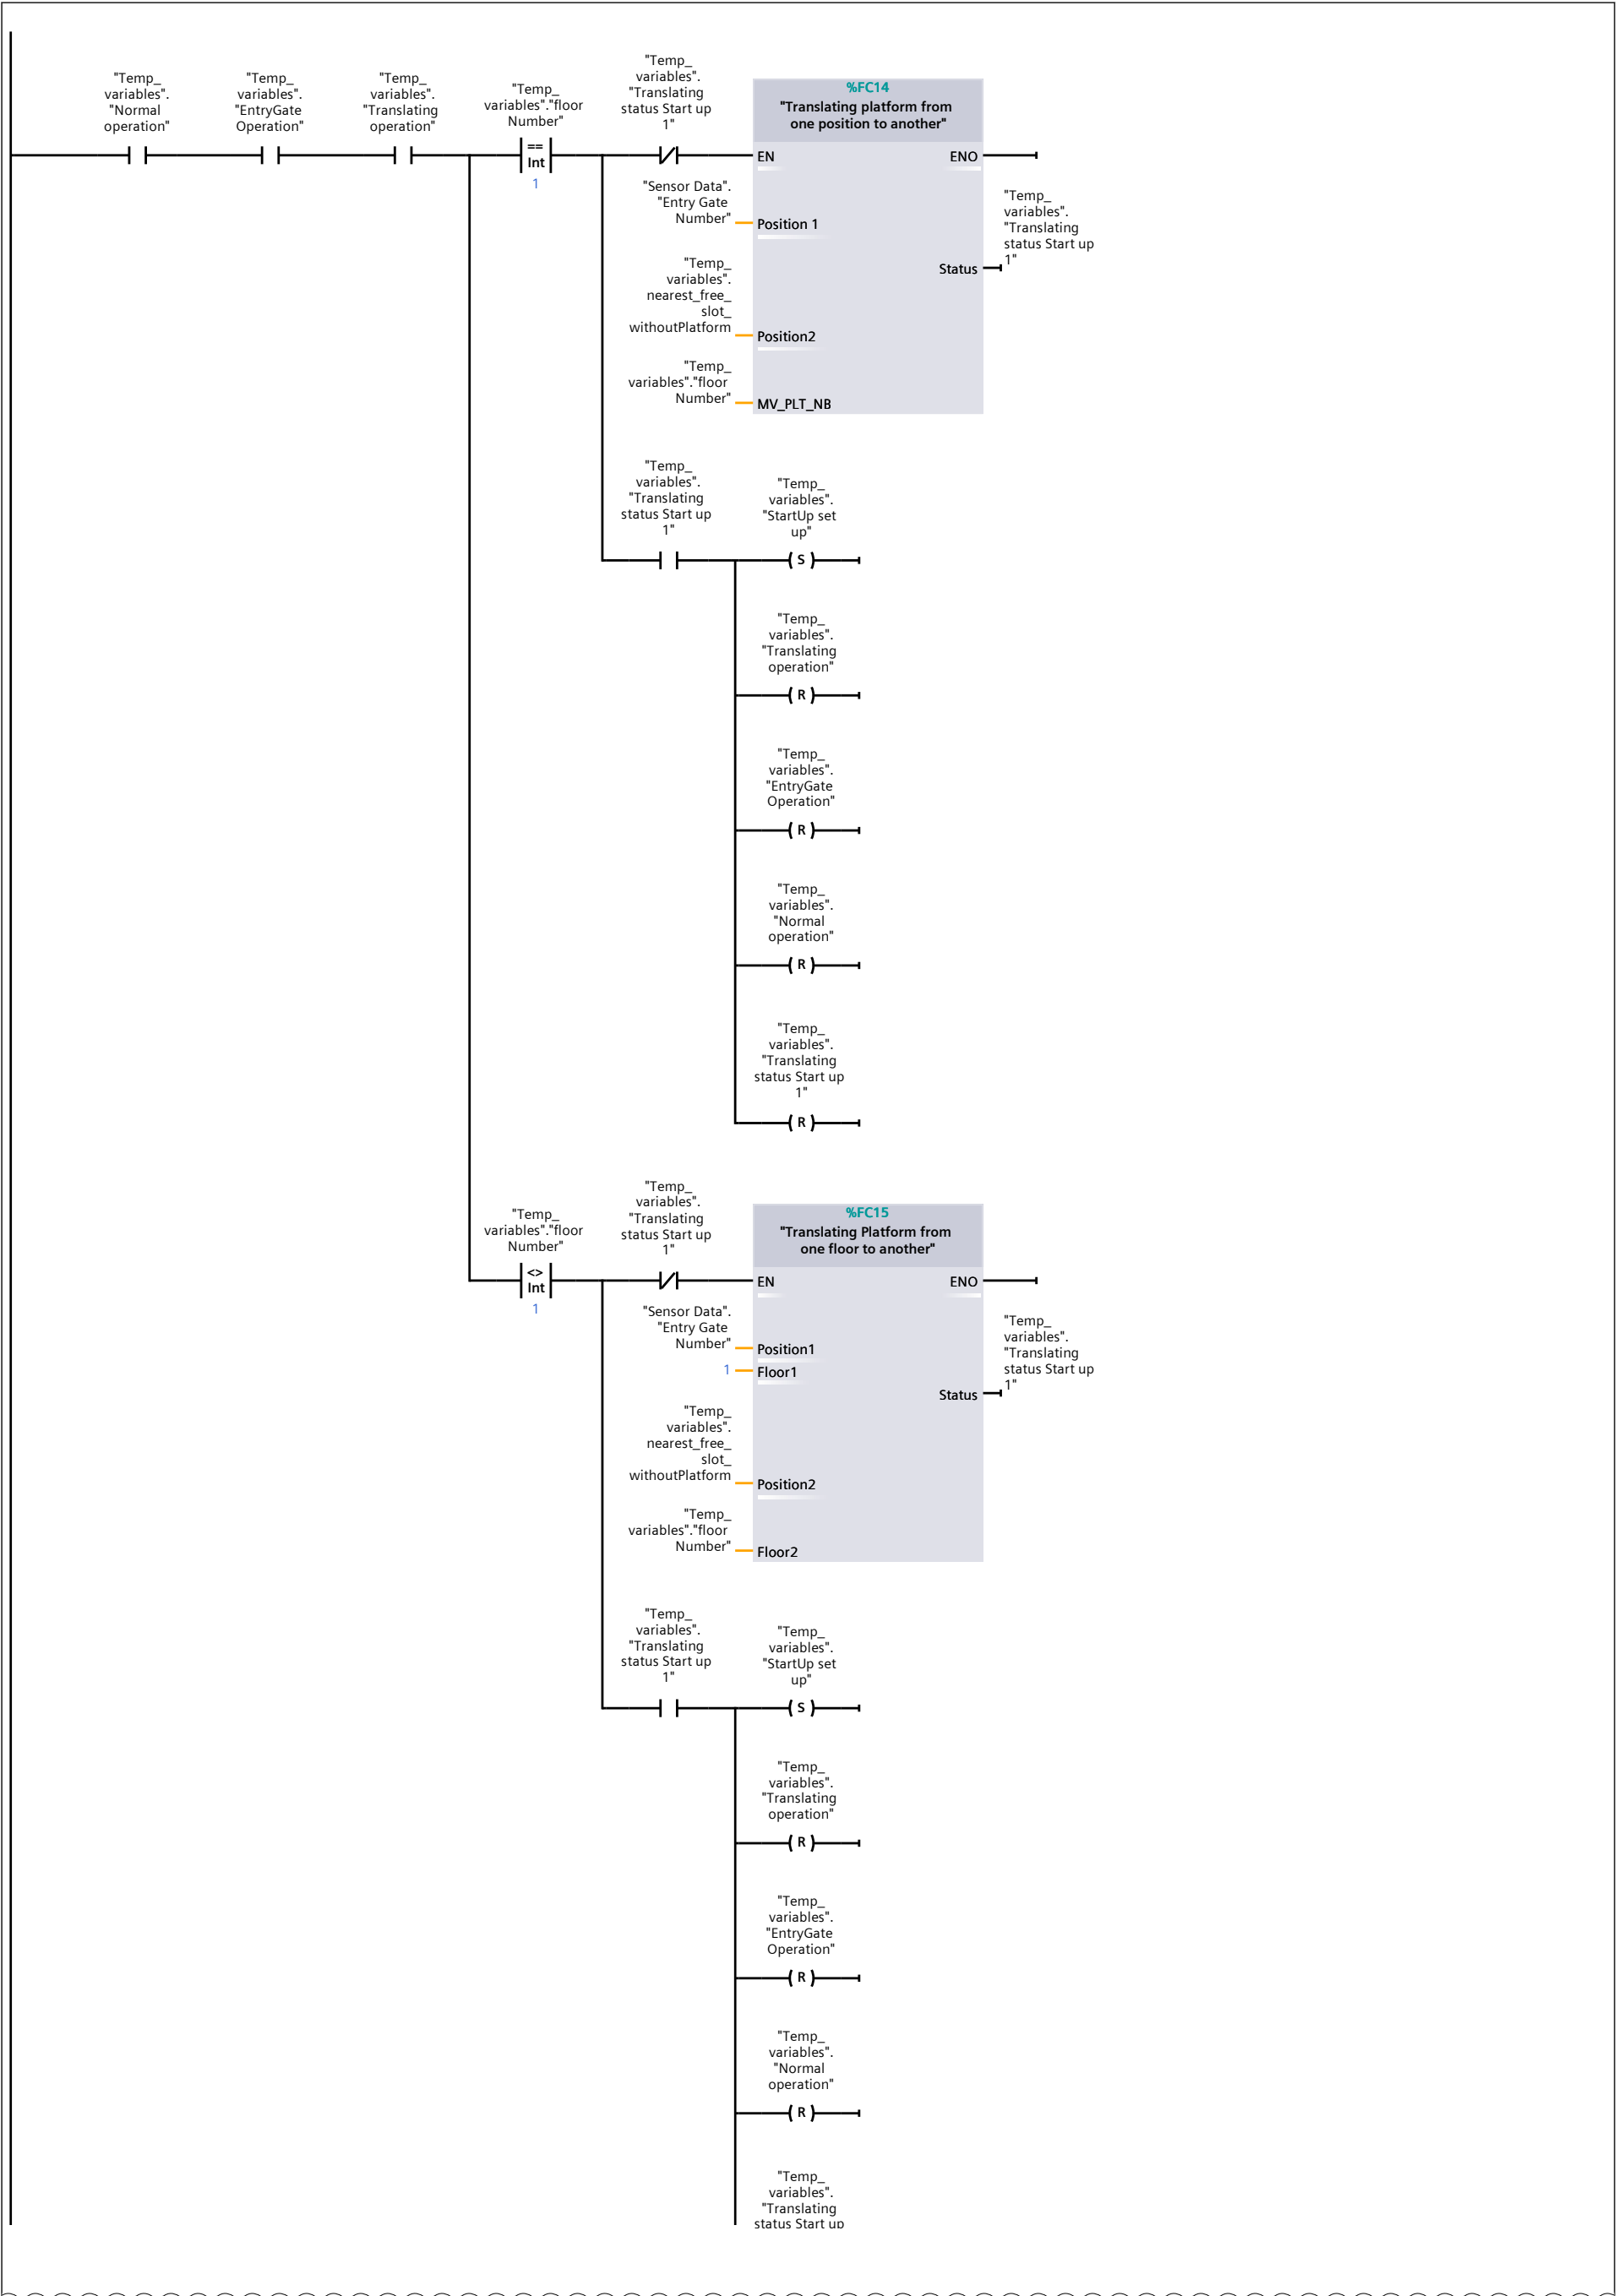 "Temp_
variables".
"Normal
operation"
"Temp_
variables".
"EntryGate
Operation"
"Temp_
variables".
"Translating
operation"
"Temp_
variables"."floor
Number"
==
Int
1
"Temp_
variables".
"Translating
status Start up
1"
%FC14
"Translating platform from
one position to another"
EN
ENO
"Sensor Data".
"Entry Gate
Number"
Position 1
"Temp_
variables".
"Translating
status Start up
1"
Status
"Temp_
variables".
nearest_free_
slot_
withoutPlatform
Position2
"Temp_
variables"."floor
Number"
MV_PLT_NB
"Temp_
variables".
"Translating
status Start up
1"
"Temp_
variables".
"StartUp set
up"
S
"Temp_
variables".
"Translating
operation"
R
"Temp_
variables".
"EntryGate
Operation"
R
"Temp_
variables".
"Normal
operation"
R
"Temp_
variables".
"Translating
status Start up
1"
R
"Temp_
variables"."floor
Number"
<>
Int
1
"Temp_
variables".
"Translating
status Start up
1"
%FC15
"Translating Platform from
one floor to another"
EN
ENO
"Sensor Data".
"Entry Gate
Number"
Position1
1
Floor1
"Temp_
variables".
"Translating
status Start up
1"
Status
"Temp_
variables".
nearest_free_
slot_
withoutPlatform
Position2
"Temp_
variables"."floor
Number"
Floor2
"Temp_
variables".
"Translating
status Start up
1"
"Temp_
variables".
"StartUp set
up"
S
"Temp_
variables".
"Translating
operation"
R
"Temp_
variables".
"EntryGate
Operation"
R
"Temp_
variables".
"Normal
operation"
R
"Temp_
variables".
"Translating
status Start up